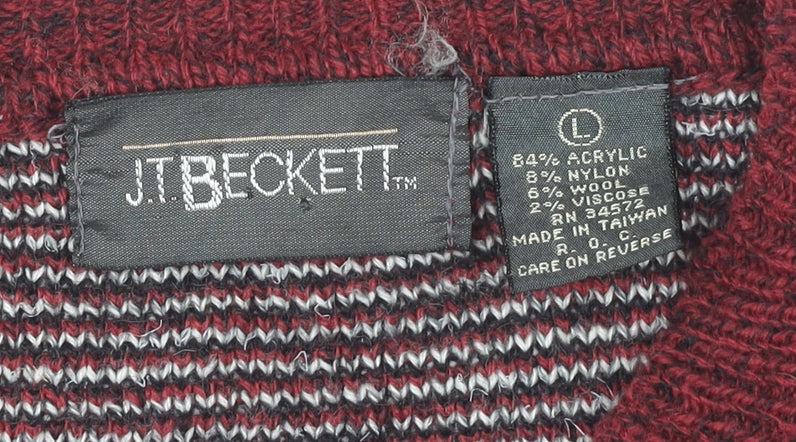 J.T. BECKETT™
L
84% ACRYLIC
8% NYLON
6% WOOL
2% VISCOSE
RN 34572
MADE IN TAIWAN
R. O. C.
CARE ON REVERSE